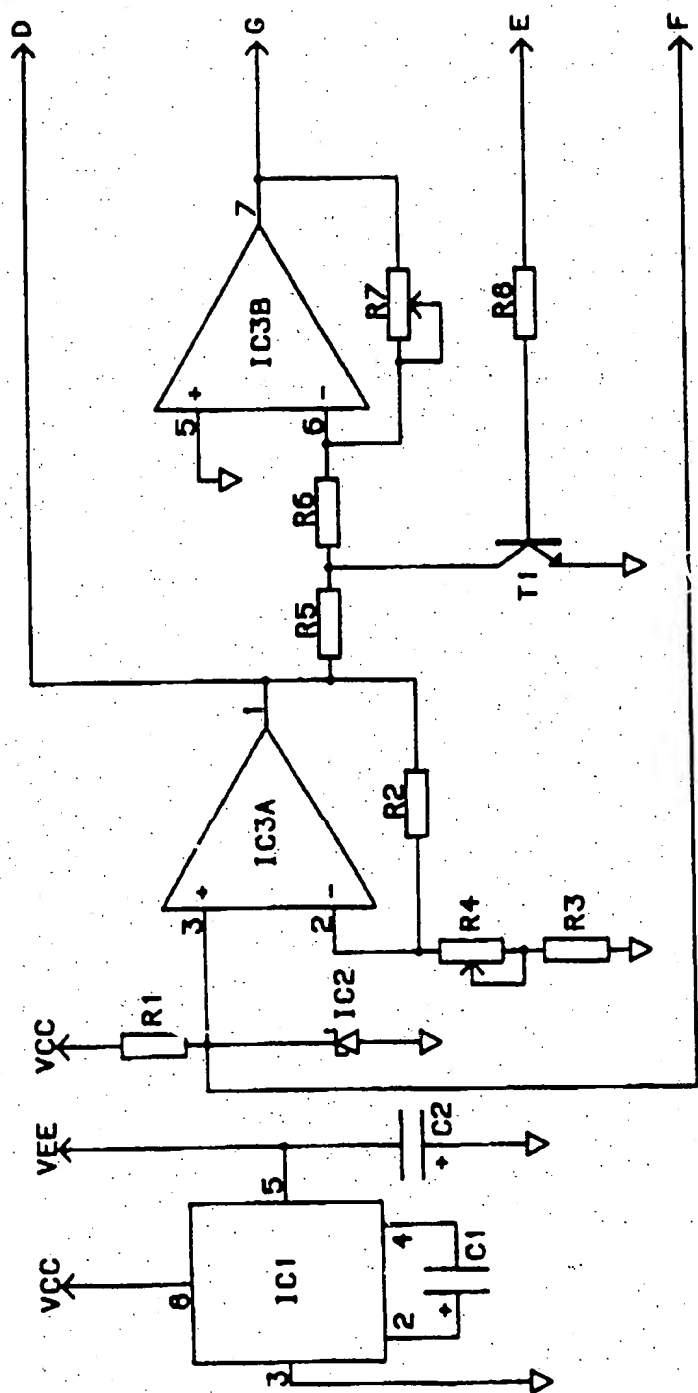 VCC
VEE
VCC
D
R1
8
5
3
7
G
IC1
3
+
1
5
+
IC3A
IC3B
2
-
6
-
IC2
R5
R6
2
4
+
C1
+
C2
R2
R7
R4
R3
T1
R8
E
F